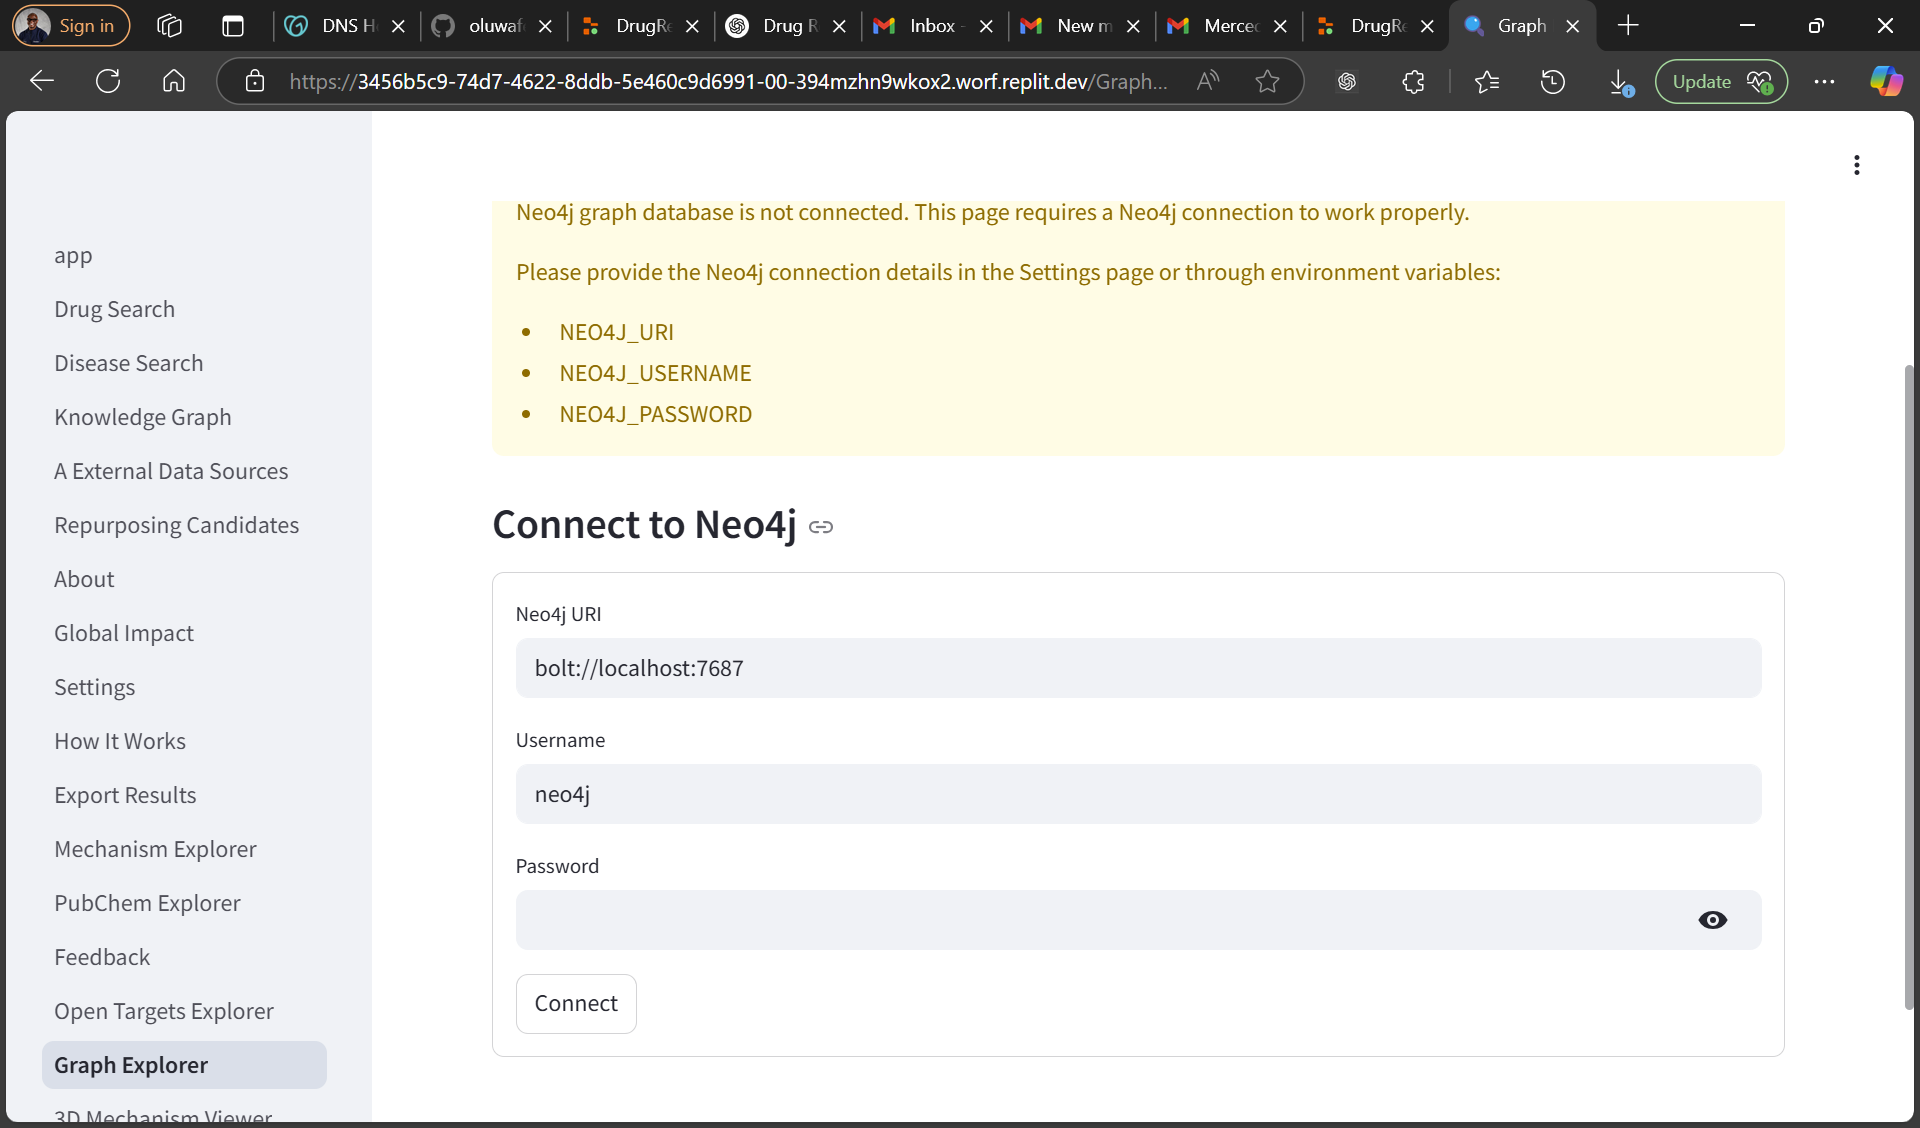 Sign in
DNS H
oluwaf
DrugRe
Drug R
Inbox -
New m
Merced
DrugRe
Graph
https://3456b5c9-74d7-4622-8ddb-5e460c9d6991-00-394mzhn9wkox2.worf.replit.dev/Graph...
Update
app
Drug Search
Disease Search
Knowledge Graph
A External Data Sources
Repurposing Candidates
About
Global Impact
Settings
How It Works
Export Results
Mechanism Explorer
PubChem Explorer
Feedback
Open Targets Explorer
Graph Explorer
3D Mechanism Viewer
Neo4j graph database is not connected. This page requires a Neo4j connection to work properly.
Please provide the Neo4j connection details in the Settings page or through environment variables:
• NEO4J_URI
• NEO4J_USERNAME
• NEO4J_PASSWORD
Connect to Neo4j
Neo4j URI
bolt://localhost:7687
Username
neo4j
Password
Connect